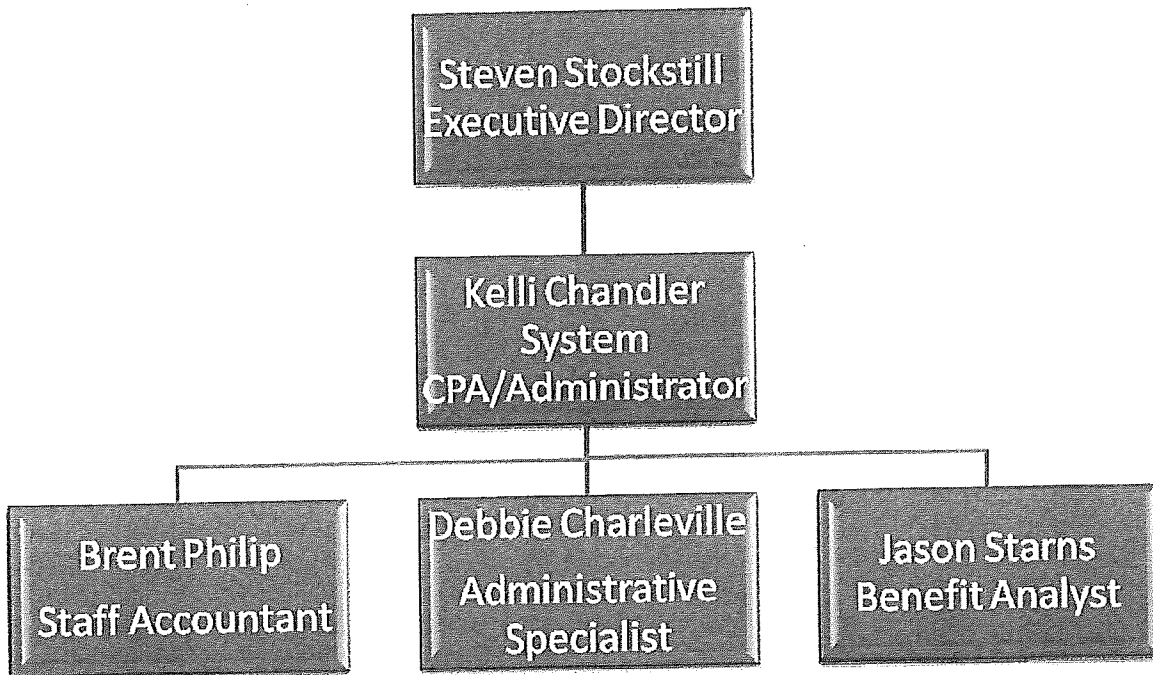 Steven Stockstill
Executive Director
Kelli Chandler
System
CPA/Administrator
Brent Philip
Staff Accountant
Debbie Charleville
Administrative
Specialist
Jason Starns
Benefit Analyst